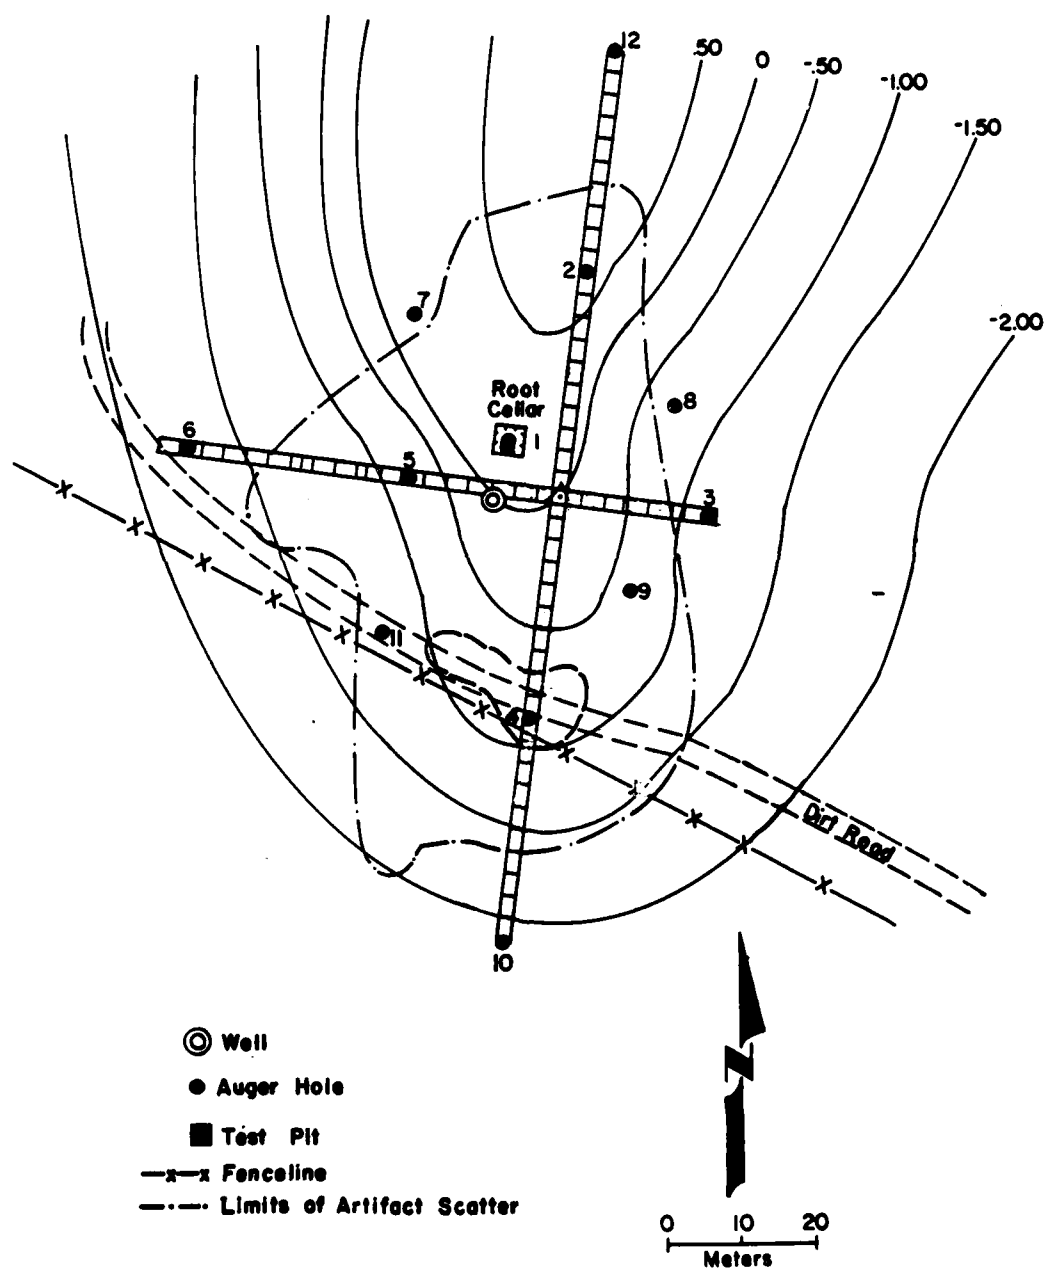 12
.50
0
-.50
-1.00
-1.50
2
7
-2.00
Root
Cellar
8
1
6
5
3
9
11
4
Dirt Road
10
N
Well
Auger Hole
Test Pit
x x Fenceline
Limits of Artifact Scatter
0 10 20
Meters